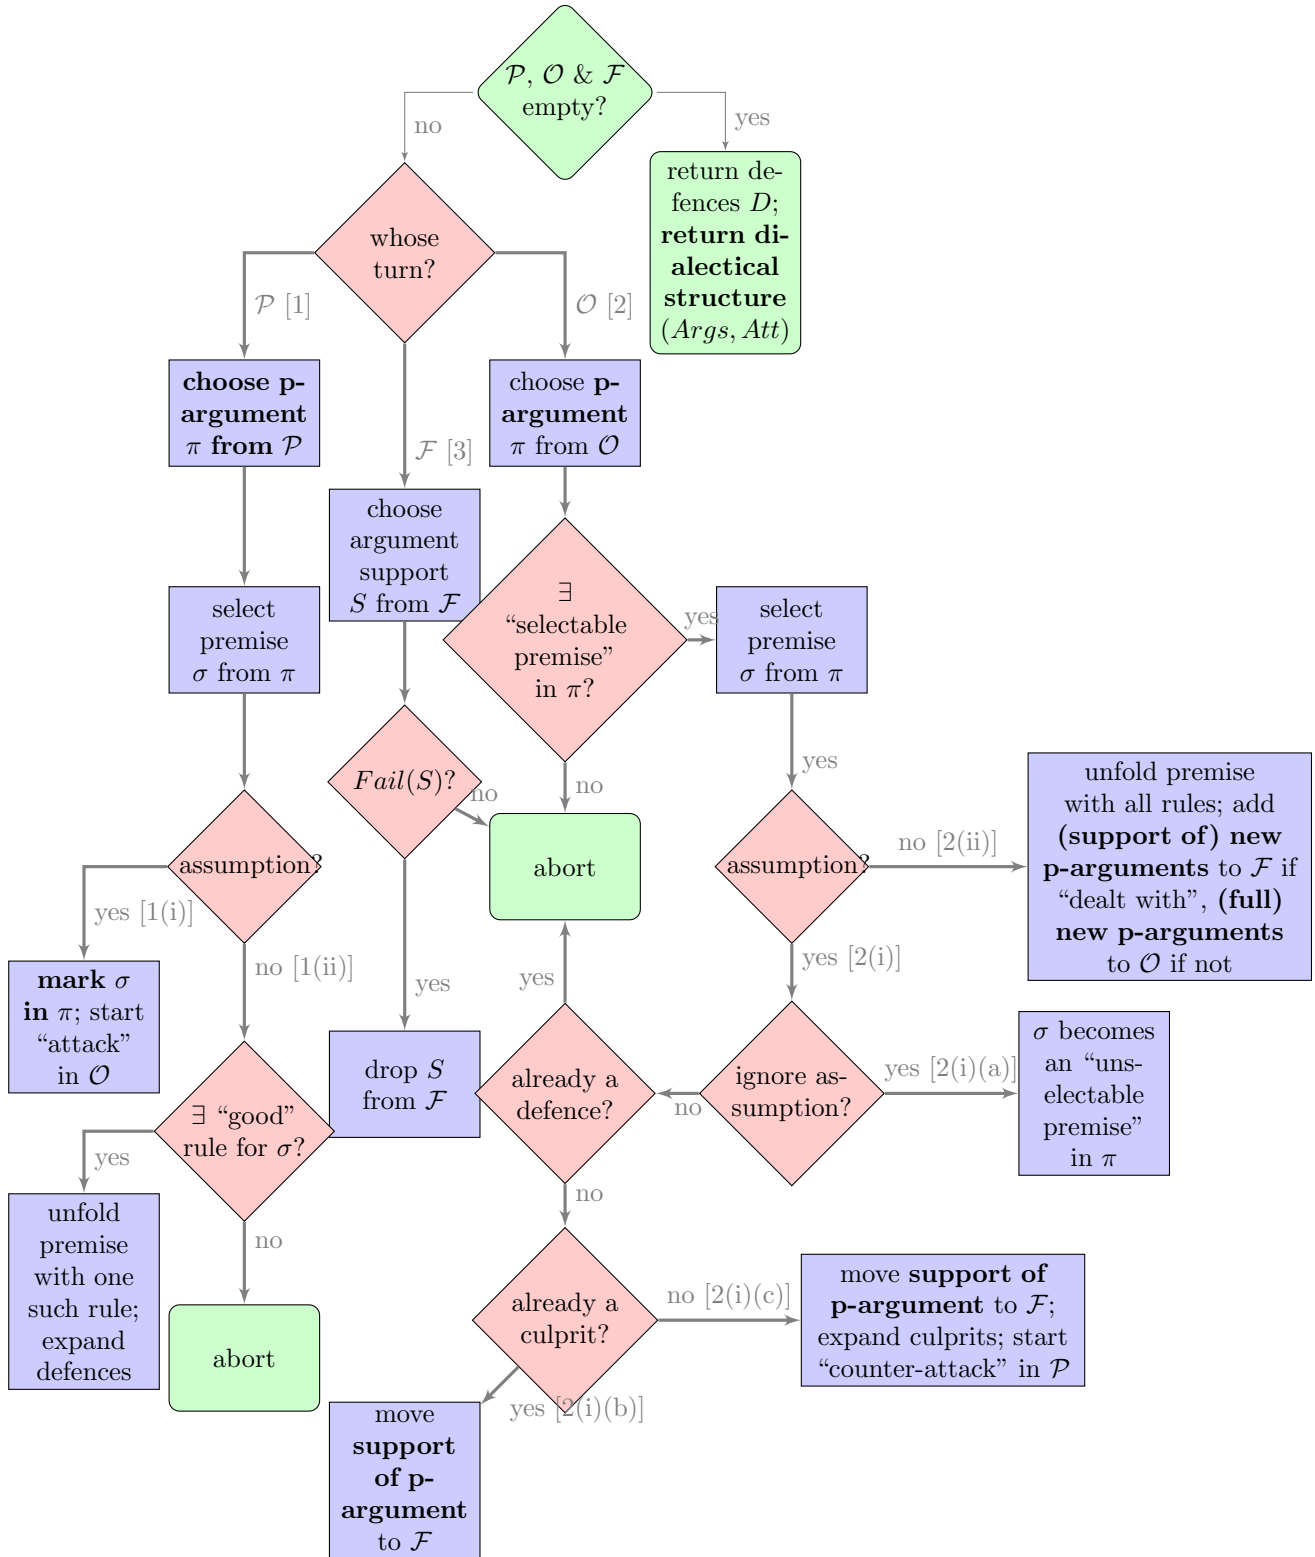 𝒫, 𝒪 & ℱ
empty?
no
yes
return de-
fences D;
return di-
alectical
structure
(Args, Att)
whose
turn?
𝒫 [1]
𝒪 [2]
ℱ [3]
choose p-
argument
π from 𝒫
choose p-
argument
π from 𝒪
choose
argument
support
S from ℱ
select
premise
σ from π
∃
“selectable
premise”
in π?
yes
select
premise
σ from π
Fail(S)?
no
no
yes
abort
assumption?
assumption?
no [2(ii)]
unfold premise
with all rules; add
(support of) new
p-arguments to ℱ if
“dealt with”, (full)
new p-arguments
to 𝒪 if not
yes [1(i)]
no [1(ii)]
yes
yes
yes [2(i)]
mark σ
in π; start
“attack”
in 𝒪
drop S
from ℱ
already a
defence?
no
ignore as-
sumption?
yes [2(i)(a)]
σ becomes
an “uns-
electable
premise”
in π
∃ “good”
rule for σ?
yes
no
no
unfold
premise
with one
such rule;
expand
defences
abort
already a
culprit?
no [2(i)(c)]
move support of
p-argument to ℱ;
expand culprits; start
“counter-attack” in 𝒫
yes [2(i)(b)]
move
support
of p-
argument
to ℱ